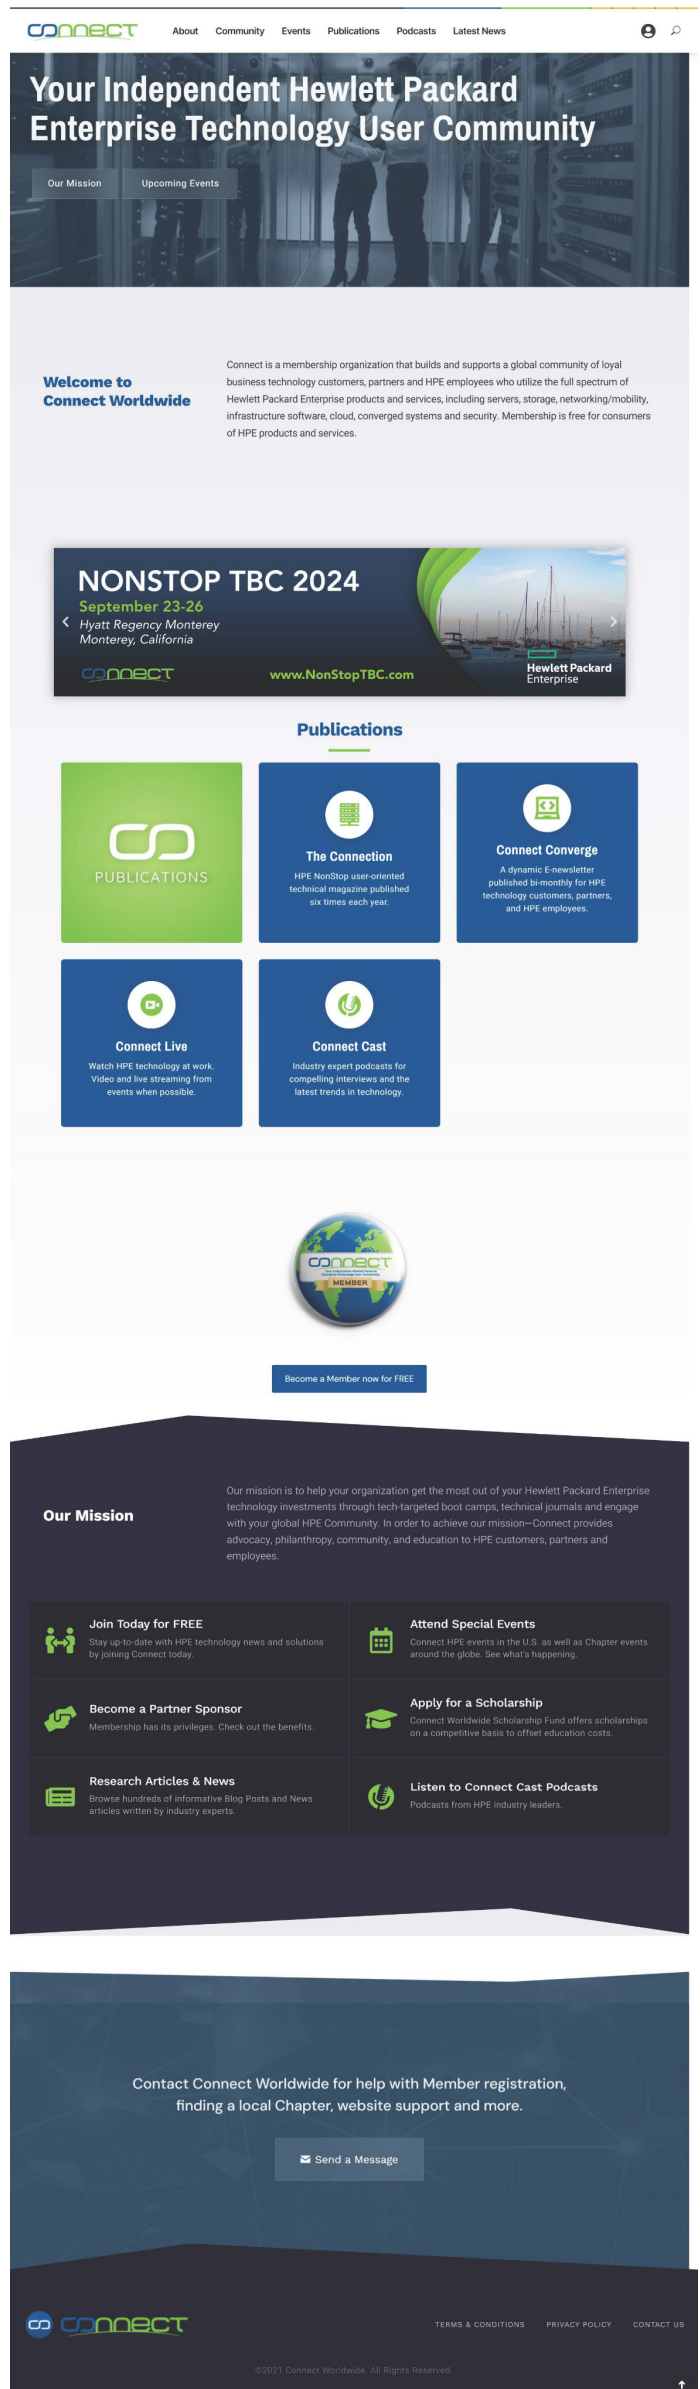 CONNECT
About Community Events Publications Podcasts Latest News
Your Independent Hewlett Packard
Enterprise Technology User Community
Our Mission Upcoming Events
Welcome to
Connect Worldwide
Connect is a membership organization that builds and supports a global community of loyal
business technology customers, partners and HPE employees who utilize the full spectrum of
Hewlett Packard Enterprise products and services, including servers, storage, networking/mobility,
infrastructure software, cloud, converged systems and security. Membership is free for consumers
of HPE products and services.
NONSTOP TBC 2024
September 23-26
Hyatt Regency Monterey
Monterey, California
CONNECT
www.NonStopTBC.com
Hewlett Packard
Enterprise
Publications
PUBLICATIONS
The Connection
HPE NonStop user-oriented
technical magazine published
six times each year.
Connect Converge
A dynamic E-newsletter
published bi-monthly for HPE
technology customers, partners,
and HPE employees.
Connect Live
Watch HPE technology at work.
Video and live streaming from
events when possible.
Connect Cast
Industry expert podcasts for
compelling interviews and the
latest trends in technology.
CONNECT
Your Independent Hewlett Packard
Enterprise Technology User Community
MEMBER
Become a Member now for FREE
Our Mission
Our mission is to help your organization get the most out of your Hewlett Packard Enterprise
technology investments through tech-targeted boot camps, technical journals and engage
with your global HPE Community. In order to achieve our mission—Connect provides
advocacy, philanthropy, community, and education to HPE customers, partners and
employees.
Join Today for FREE
Stay up-to-date with HPE technology news and solutions
by joining Connect today.
Attend Special Events
Connect HPE events in the U.S. as well as Chapter events
around the globe. See what's happening.
Become a Partner Sponsor
Membership has its privileges. Check out the benefits.
Apply for a Scholarship
Connect Worldwide Scholarship Fund offers scholarships
on a competitive basis to offset education costs.
Research Articles & News
Browse hundreds of informative Blog Posts and News
articles written by industry experts.
Listen to Connect Cast Podcasts
Podcasts from HPE industry leaders.
Contact Connect Worldwide for help with Member registration,
finding a local Chapter, website support and more.
Send a Message
CONNECT
TERMS & CONDITIONS PRIVACY POLICY CONTACT US
©2021 Connect Worldwide. All Rights Reserved.